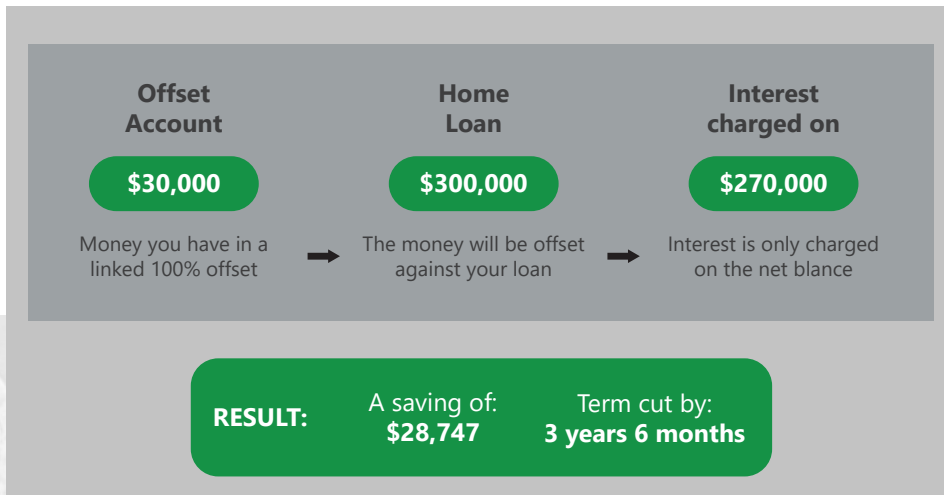 Offset
Account
$30,000
Money you have in a
linked 100% offset
Home
Loan
$300,000
The money will be offset
against your loan
Interest
charged on
$270,000
Interest is only charged
on the net blance
RESULT:
A saving of:
$28,747
Term cut by:
3 years 6 months